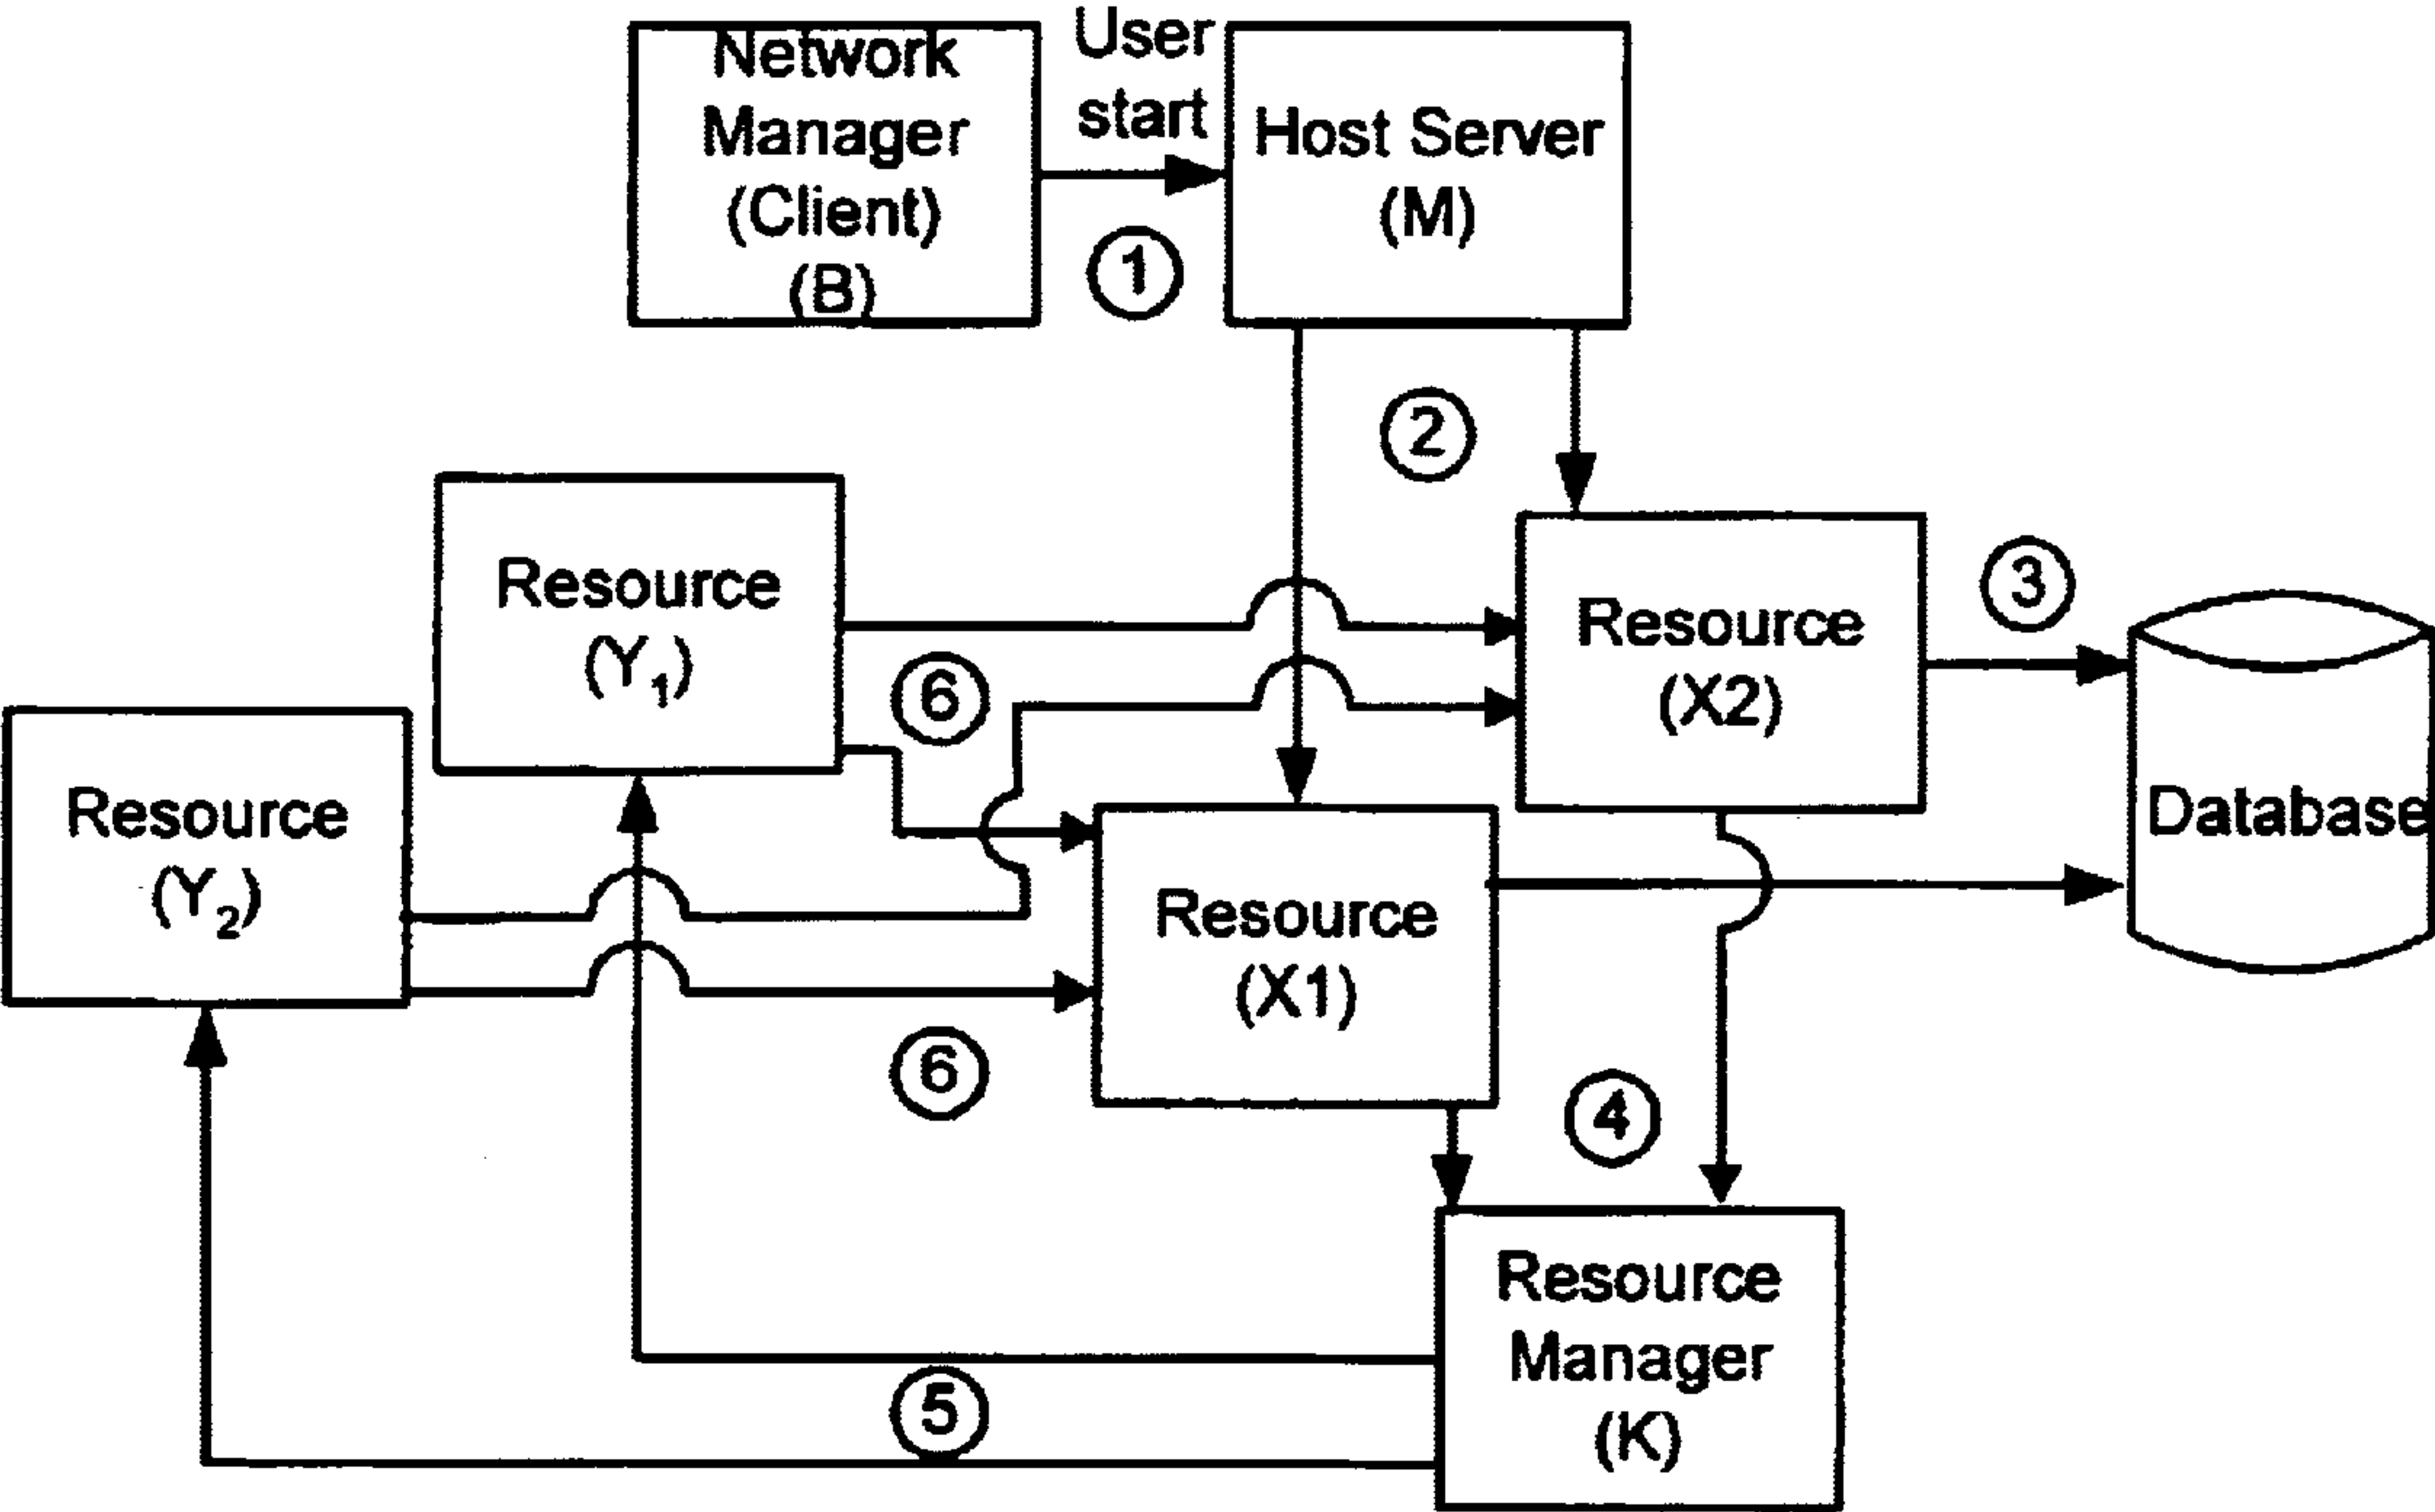 Network
Manager
(Client)
(B)
User
start
1
Host Server
(M)
2
Resource
(Y1)
Resource
(X2)
3
6
Resource
(Y2)
Database
Resource
(X1)
6
4
Resource
Manager
(K)
5